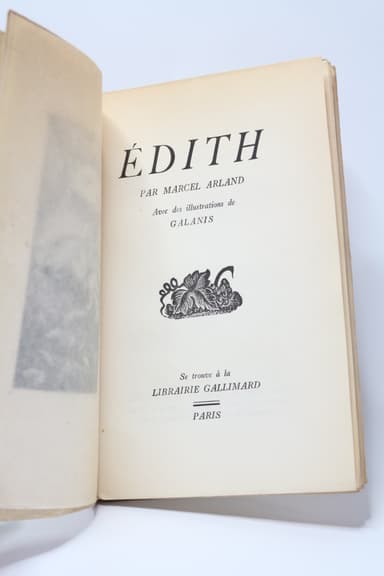 ÉDITH
PAR MARCEL ARLAND
Avec des illustrations de
GALANIS
Se trouve à la
LIBRAIRIE GALLIMARD
PARIS